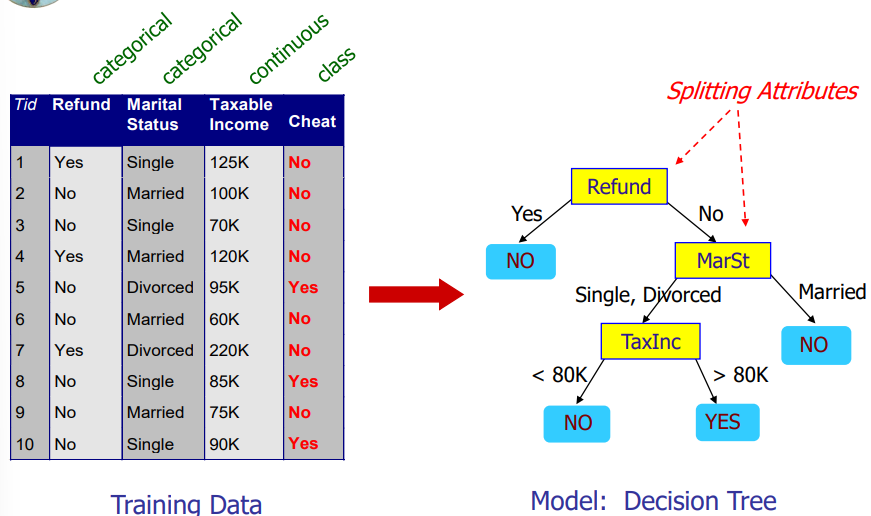 categorical
categorical
continuous
class
Tid Refund Marital Status Taxable Income Cheat
1 Yes Single 125K No
2 No Married 100K No
3 No Single 70K No
4 Yes Married 120K No
5 No Divorced 95K Yes
6 No Married 60K No
7 Yes Divorced 220K No
8 No Single 85K Yes
9 No Married 75K No
10 No Single 90K Yes
Training Data
Splitting Attributes
Refund
Yes No
NO MarSt
Single, Divorced Married
TaxInc NO
< 80K > 80K
NO YES
Model: Decision Tree